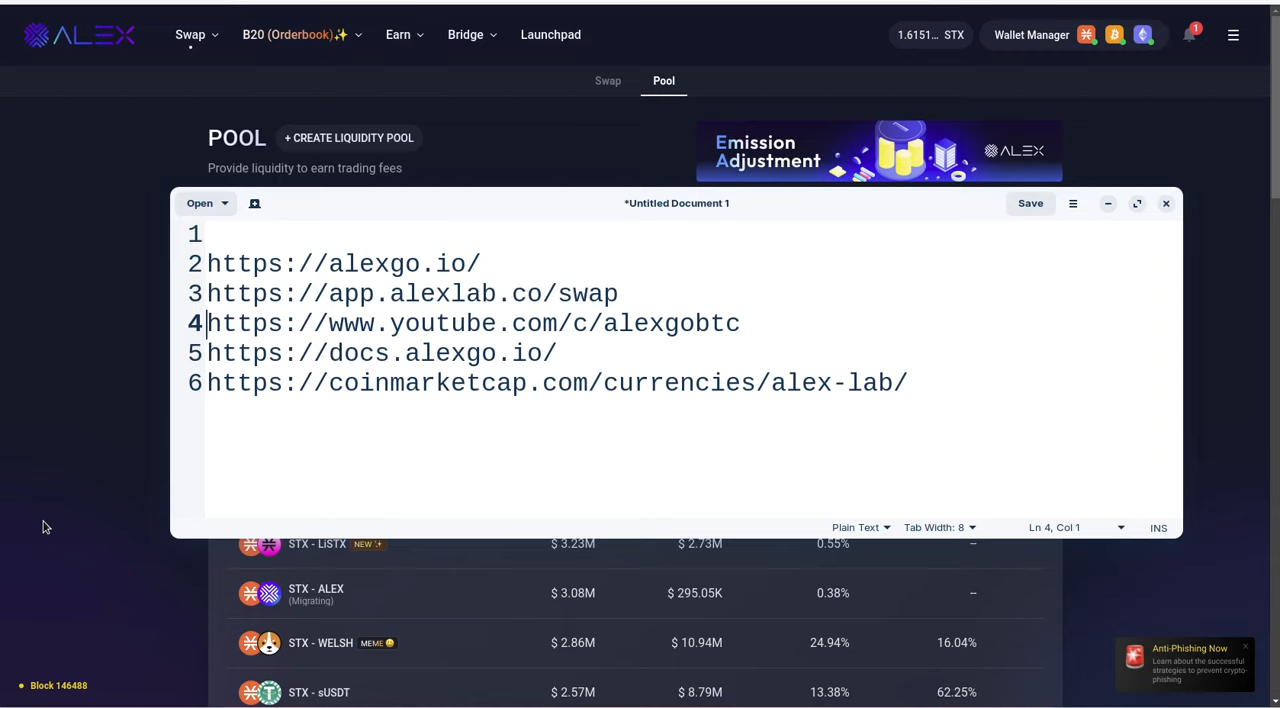 ALEX
Swap
B20 (Orderbook)✨
Earn
Bridge
Launchpad
1.6151... STX
Wallet Manager
1
Swap
Pool
POOL
+ CREATE LIQUIDITY POOL
Provide liquidity to earn trading fees
Emission
Adjustment
ALEX
Open
*Untitled Document 1
Save
1
2 https://alexgo.io/
3 https://app.alexlab.co/swap
4 https://www.youtube.com/c/alexgobtc
5 https://docs.alexgo.io/
6 https://coinmarketcap.com/currencies/alex-lab/
Plain Text
Tab Width: 8
Ln 4, Col 1
INS
STX - LiSTX NEW ✨ $ 3.23M $ 2.73M 0.55% --
STX - ALEX $ 3.08M $ 295.05K 0.38% --
(Migrating)
STX - WELSH MEME 😀 $ 2.86M $ 10.94M 24.94% 16.04%
STX - sUSDT $ 2.57M $ 8.79M 13.38% 62.25%
Anti-Phishing Now
Learn about the successful
strategies to prevent crypto-
phishing
Block 146488